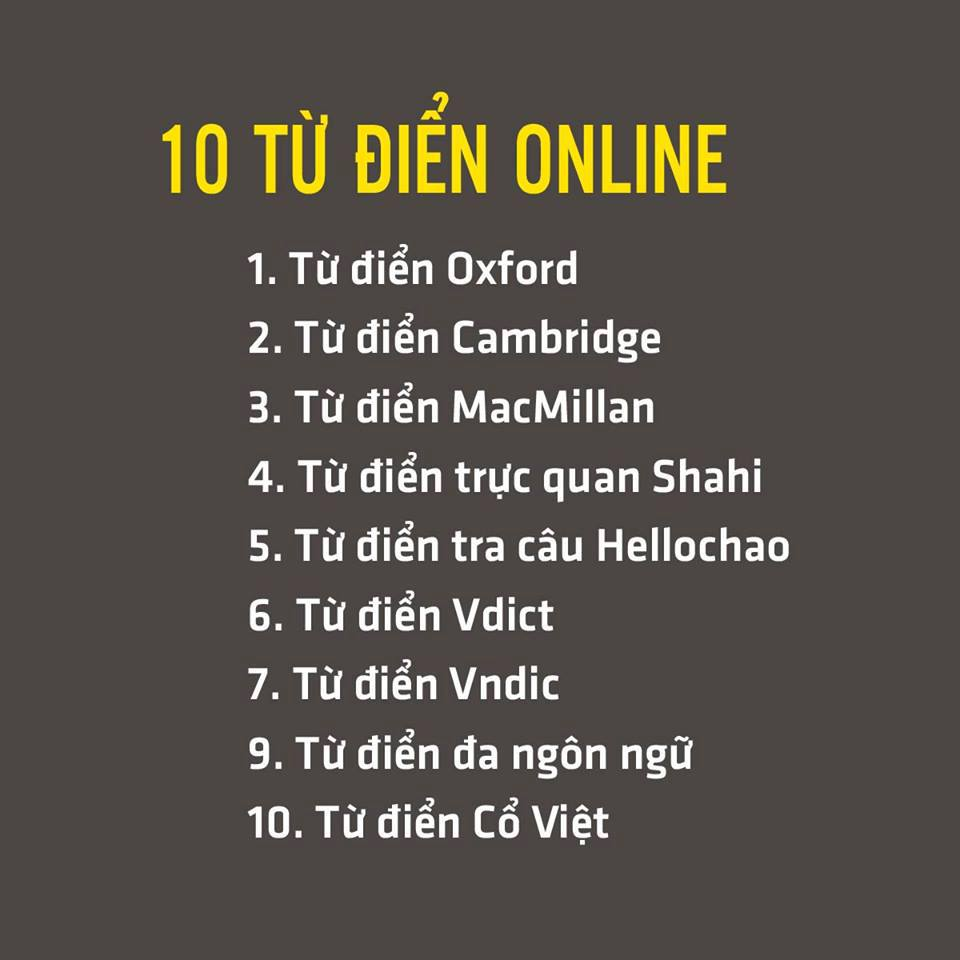 10 TỪ ĐIỂN ONLINE
1. Từ điển Oxford
2. Từ điển Cambridge
3. Từ điển MacMillan
4. Từ điển trực quan Shahi
5. Từ điển tra câu Hellochao
6. Từ điển Vdict
7. Từ điển Vndic
9. Từ điển đa ngôn ngữ
10. Từ điển Cổ Việt